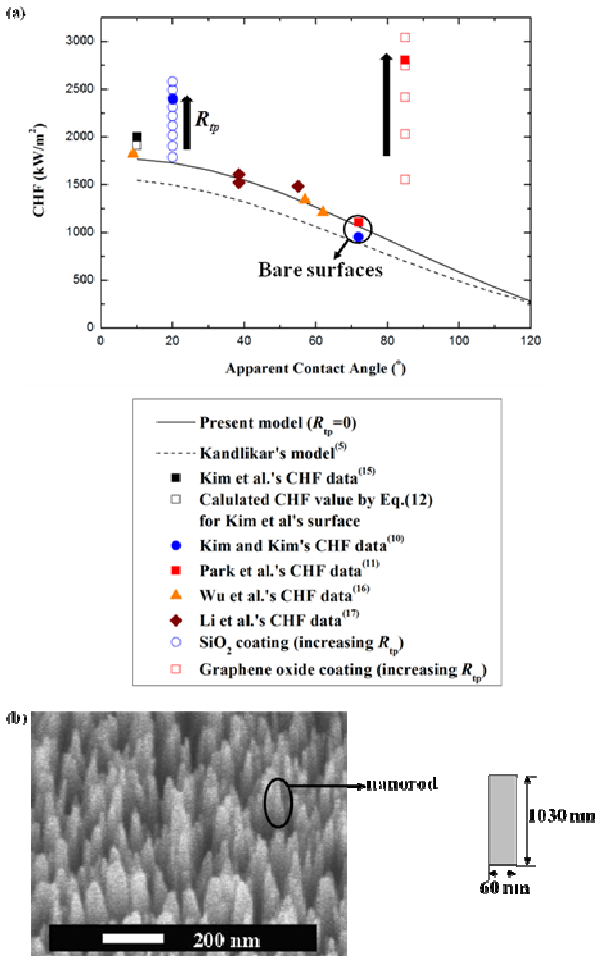 (a)
3000
2500
2000
1500
1000
500
0
CHF (kW/m²)
Rtp
Bare surfaces
0 20 40 60 80 100 120
Apparent Contact Angle (°)
Present model (Rtp=0)
Kandlikar's model(5)
Kim et al.'s CHF data(15)
Calulated CHF value by Eq.(12)
for Kim et al's surface
Kim and Kim's CHF data(10)
Park et al.'s CHF data(11)
Wu et al.'s CHF data(16)
Li et al.'s CHF data(17)
SiO2 coating (increasing Rtp)
Graphene oxide coating (increasing Rtp)
(b)
nanorod
1030 nm
60 nm
200 nm